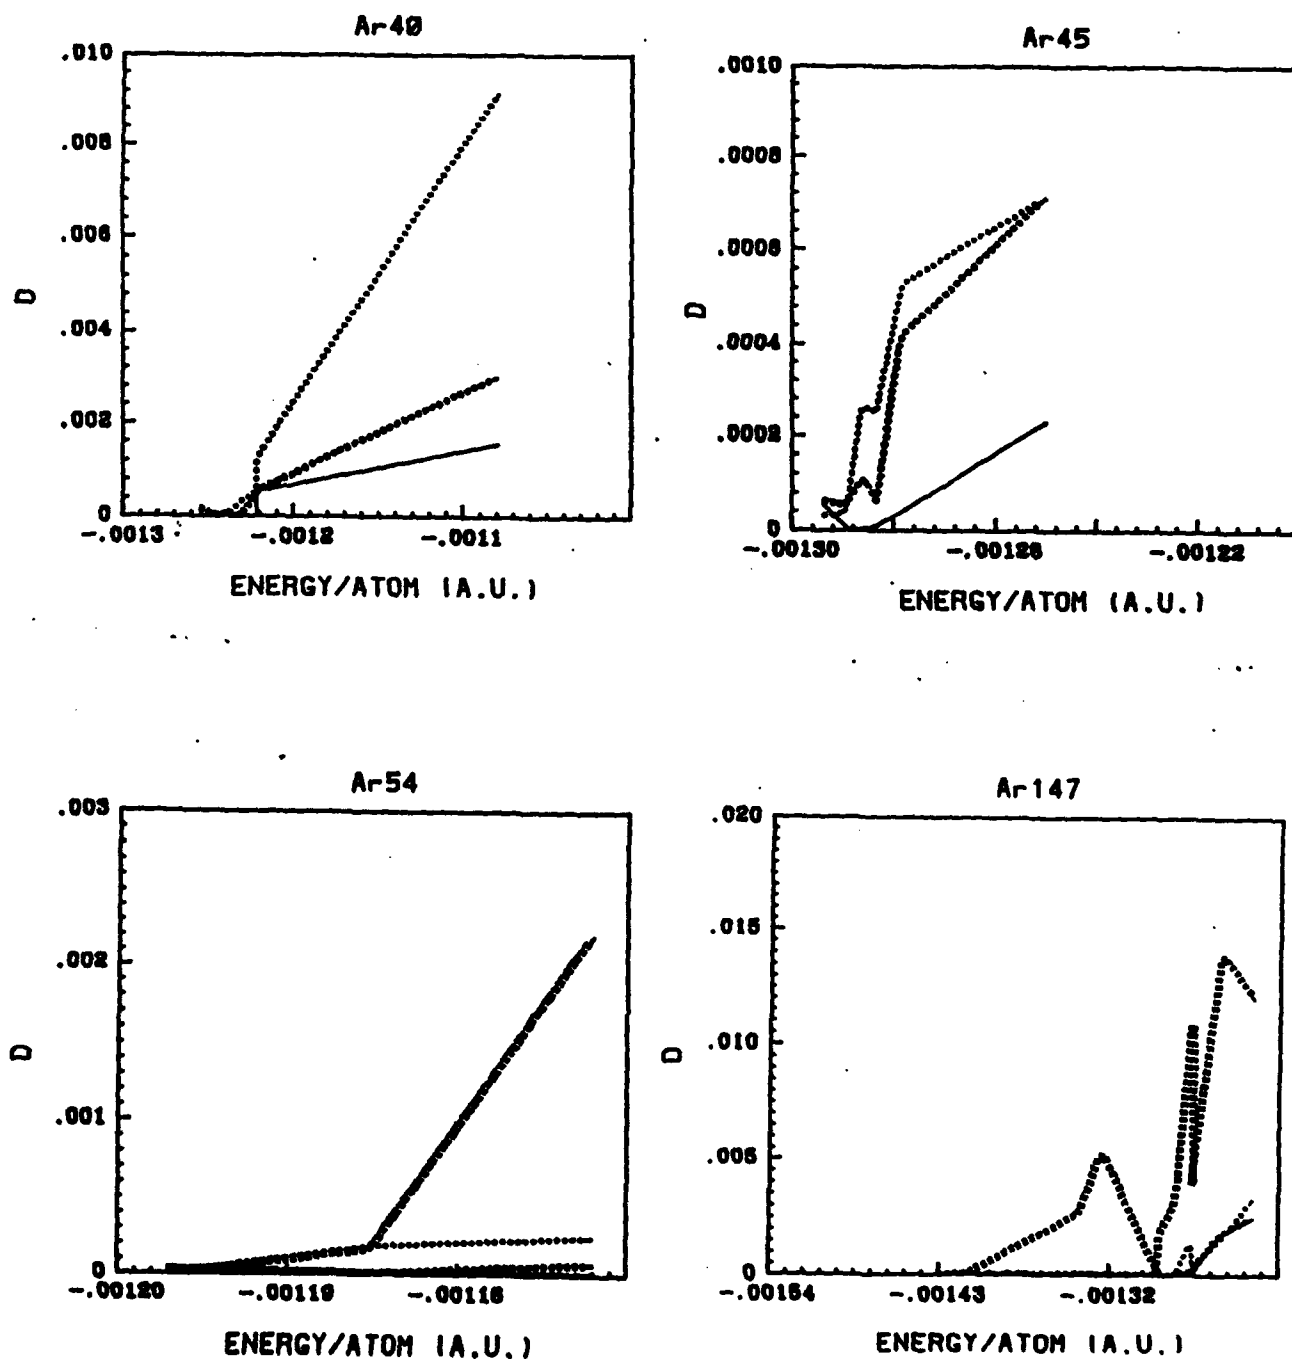 Ar40
.010
.008
.006
.004
.002
0
-.0013 -.0012 -.0011
D
ENERGY/ATOM (A.U.)
Ar45
.0010
.0008
.0006
.0004
.0002
0
-.00130 -.00126 -.00122
D
ENERGY/ATOM (A.U.)
Ar54
.003
.002
.001
0
-.00120 -.00119 -.00118
D
ENERGY/ATOM (A.U.)
Ar147
.020
.015
.010
.005
0
-.00154 -.00143 -.00132
D
ENERGY/ATOM (A.U.)